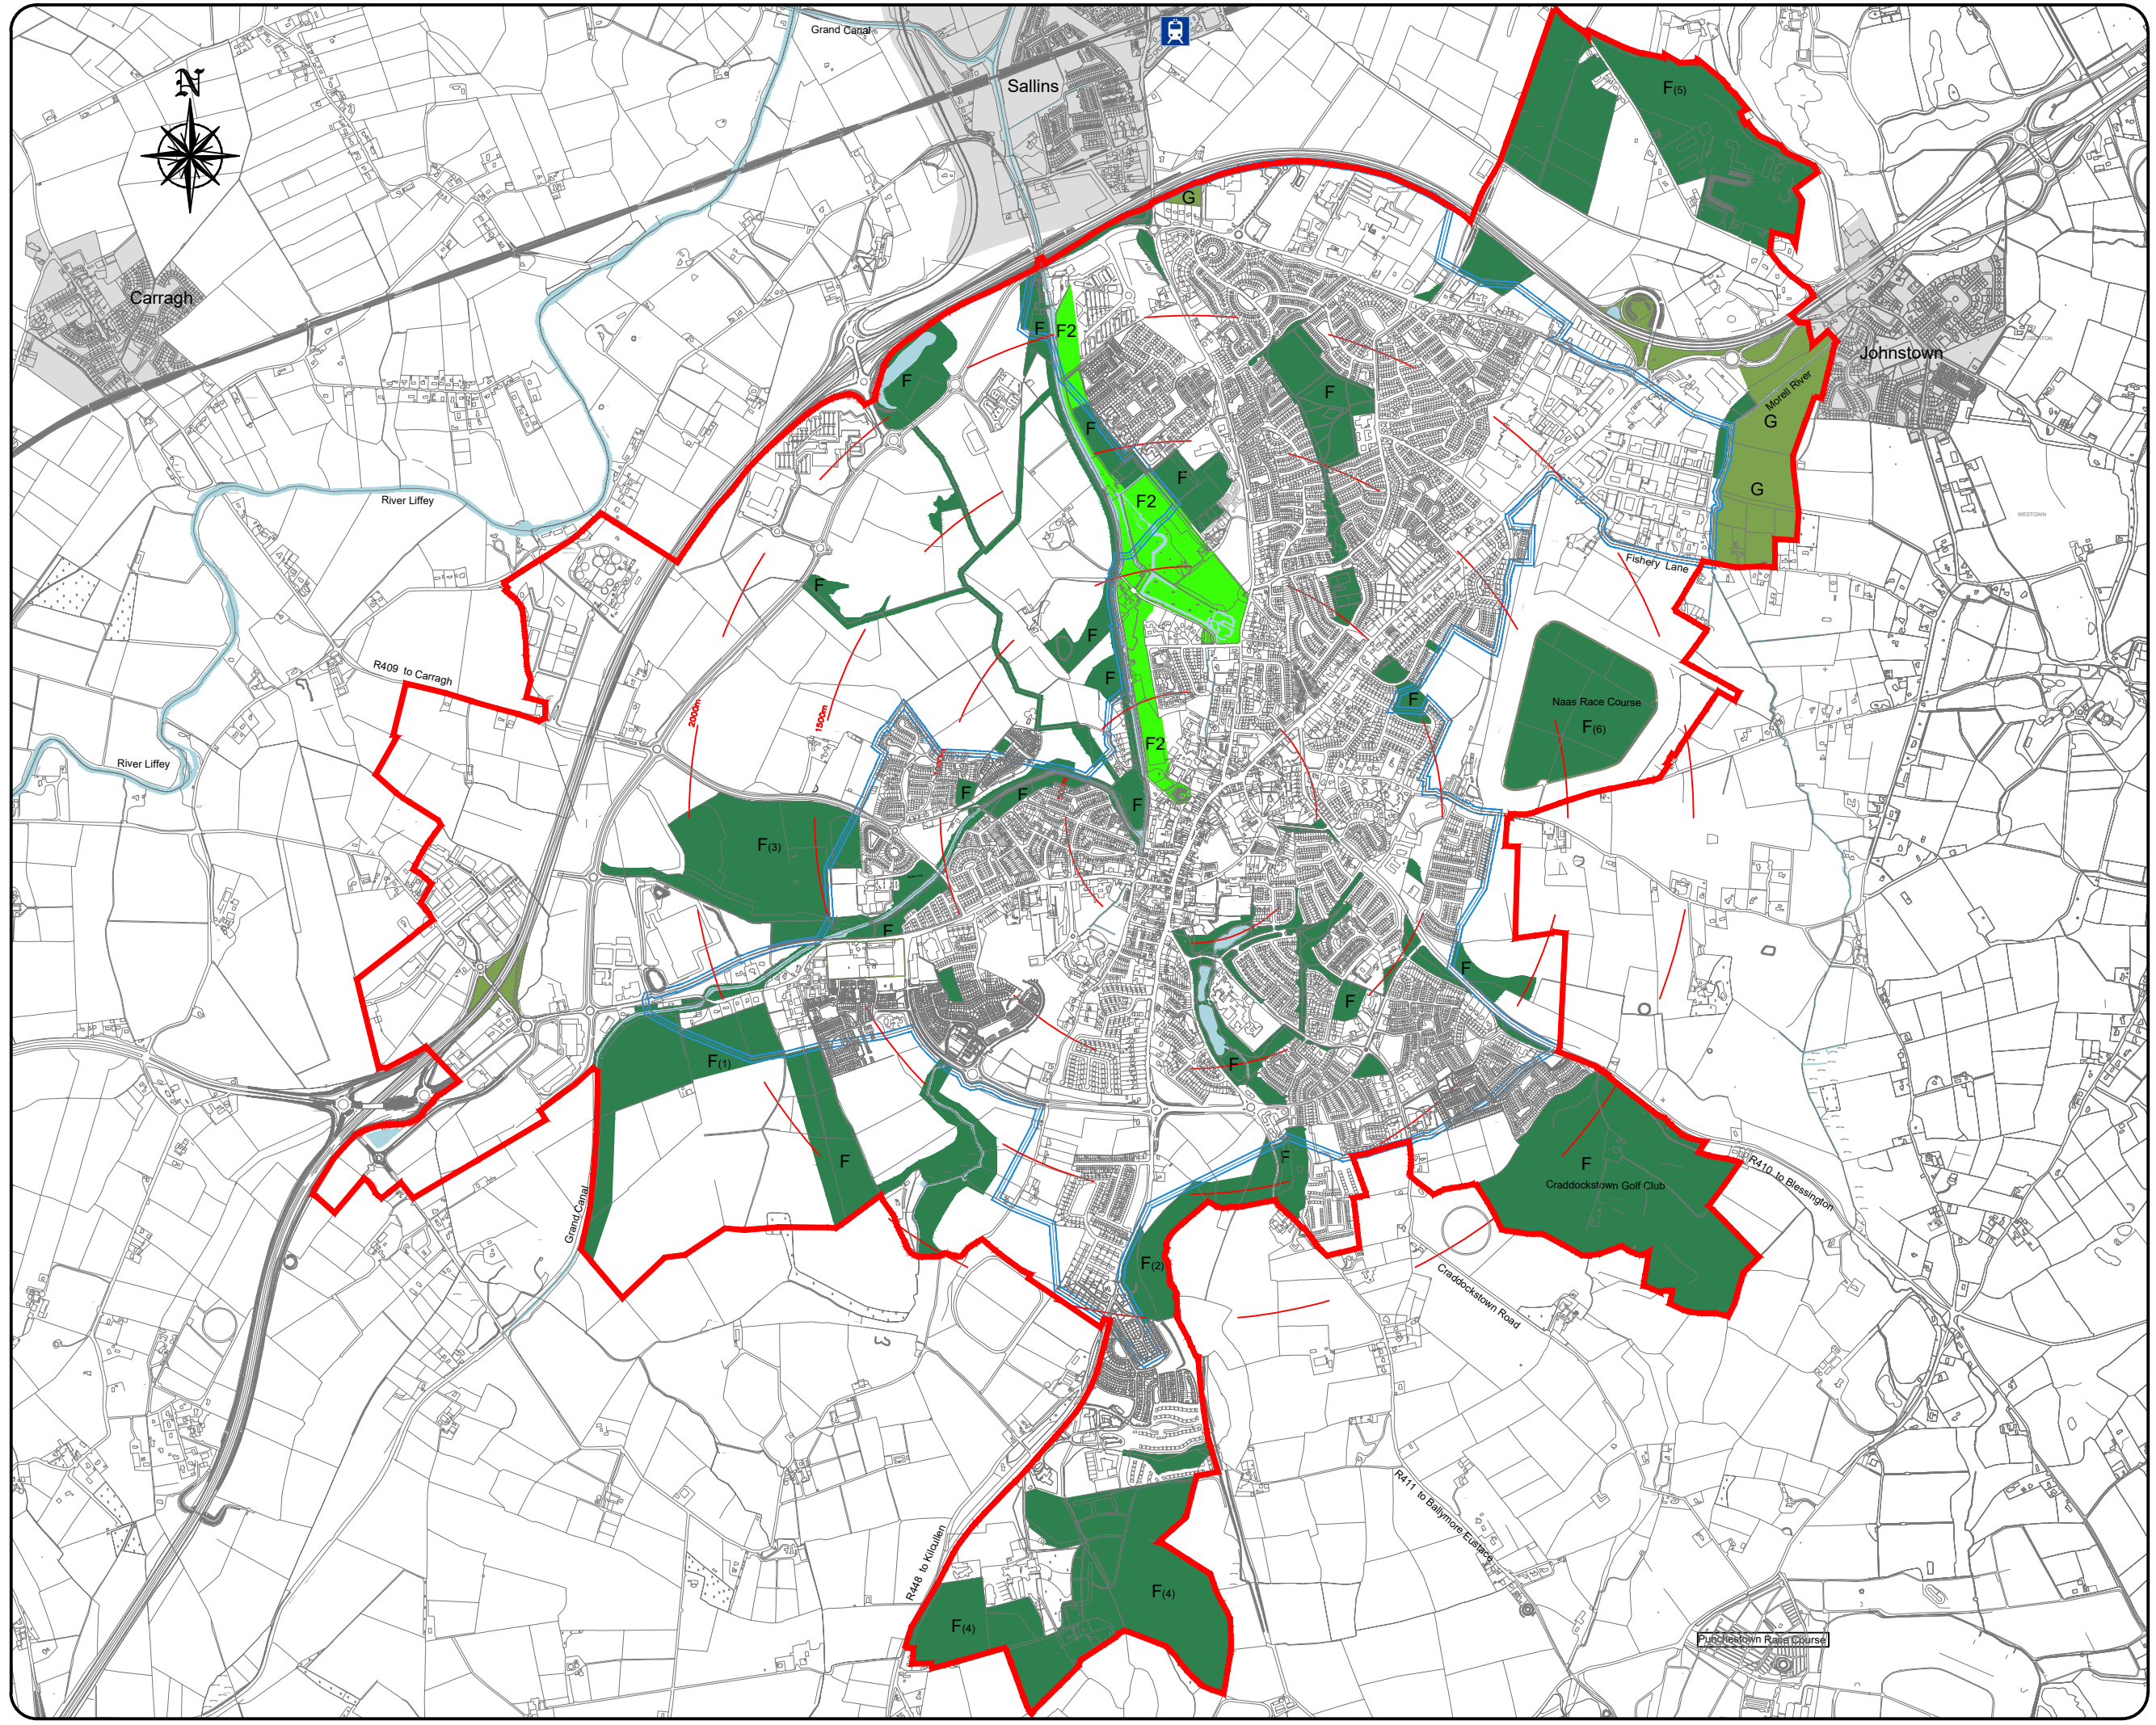 Grand Canal
N
Sallins
F(5)
G
Carragh
F
F2
Johnstown
F
F
Morell River
F
G
River Liffey
F
F2
G
Fishery Lane
WESTOWN
F
F
R409 to Carragh
F
F
Naas Race Course
F(6)
2000m
1500m
F2
River Liffey
F
F
F
F(3)
F
F
F
F(1)
F
F
F
F
Craddockstown Golf Club
R410 to Blessington
Grand Canal
F(2)
Craddockstown Road
R411 to Ballymore Eustace
R448 to Kilcullen
F(4)
F(4)
Punchestown Race Course